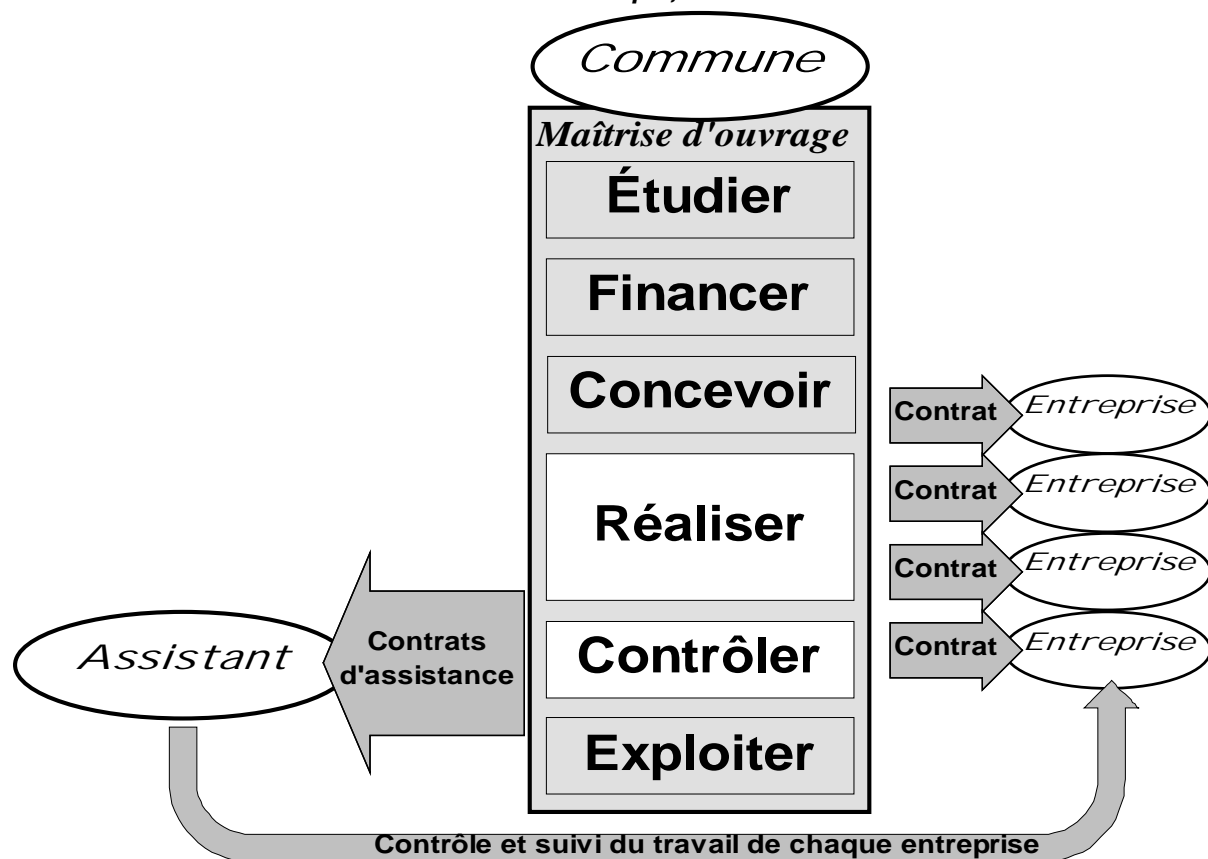 Commune
Maîtrise d'ouvrage
Étudier
Financer
Concevoir
Réaliser
Contrôler
Exploiter
Contrat
Entreprise
Contrat
Entreprise
Contrat
Entreprise
Contrat
Entreprise
Assistant
Contrats
d'assistance
Contrôle et suivi du travail de chaque entreprise